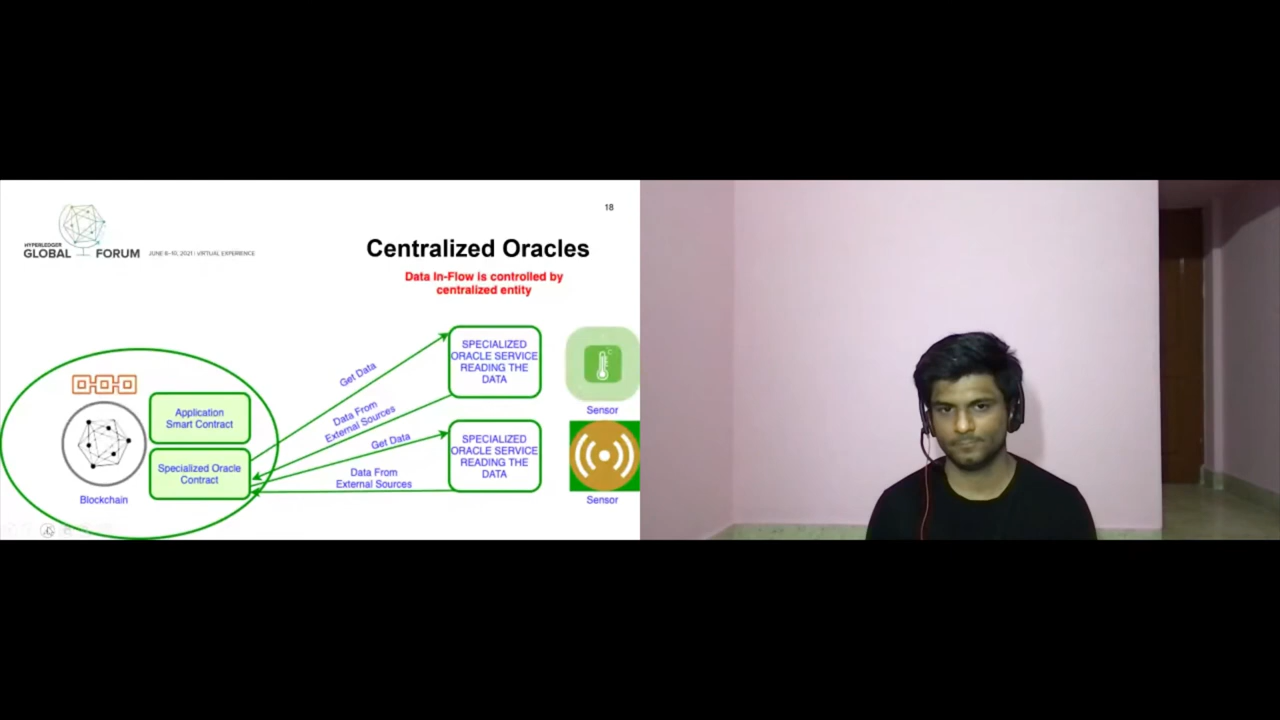 18
HYPERLEDGER
GLOBAL FORUM JUNE 8-10, 2021 | VIRTUAL EXPERIENCE
Centralized Oracles
Data In-Flow is controlled by
centralized entity
SPECIALIZED
ORACLE SERVICE
READING THE
DATA
Get Data
Data From
External Sources
Sensor
Application
Smart Contract
Get Data
SPECIALIZED
ORACLE SERVICE
READING THE
DATA
Specialized Oracle
Contract
Data From
External Sources
Blockchain
Sensor